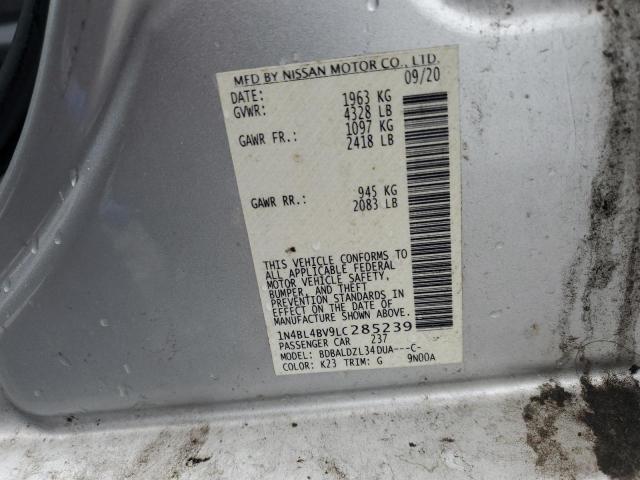 MFD BY NISSAN MOTOR CO., LTD.
DATE: 09/20
GVWR: 1963 KG
4328 LB
GAWR FR.: 1097 KG
2418 LB
GAWR RR.: 945 KG
2083 LB
THIS VEHICLE CONFORMS TO
ALL APPLICABLE FEDERAL
MOTOR VEHICLE SAFETY,
BUMPER, AND THEFT
PREVENTION STANDARDS IN
EFFECT ON THE DATE OF
MANUFACTURE SHOWN ABOVE.
1N4BL4BV9LC285239
PASSENGER CAR 237
MODEL: BDBALDZL34DUA---C-
COLOR: K23 TRIM: G 9N00A